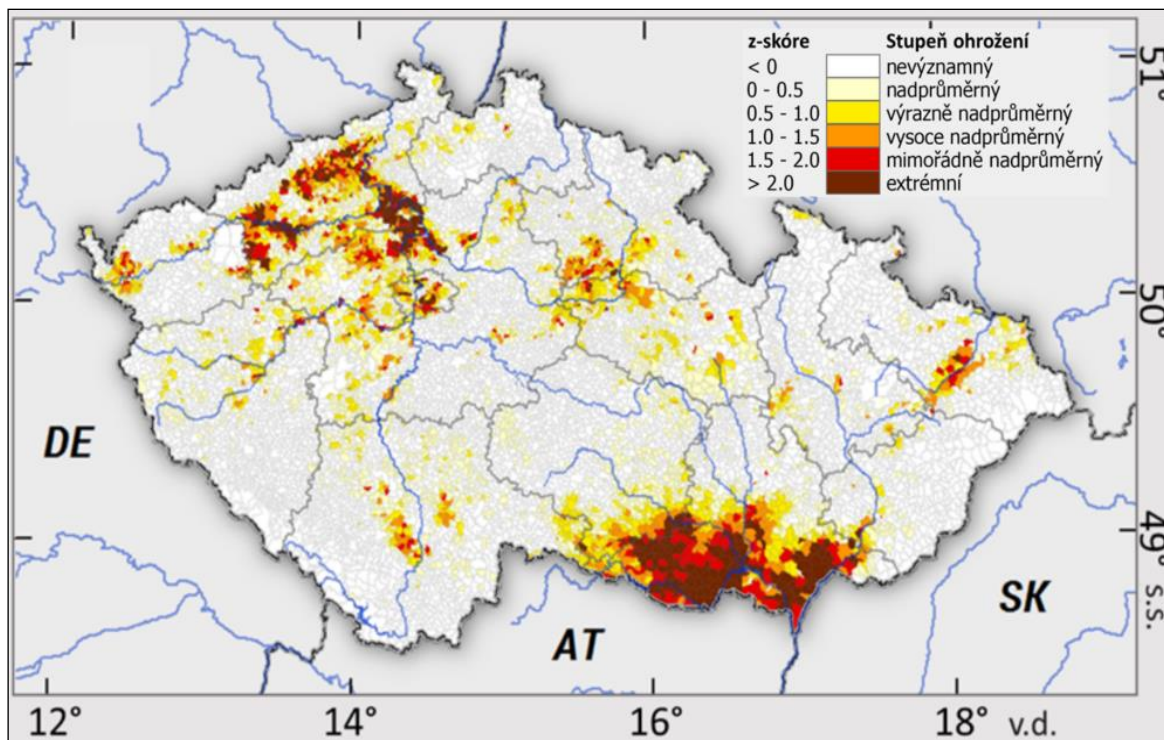 z-skóre Stupeň ohrožení
< 0 nevýznamný
0 - 0.5 nadprůměrný
0.5 - 1.0 výrazně nadprůměrný
1.0 - 1.5 vysoce nadprůměrný
1.5 - 2.0 mimořádně nadprůměrný
> 2.0 extrémní
51°
50°
DE
49°
SK
s.š.
AT
12° 14° 16° 18° v.d.